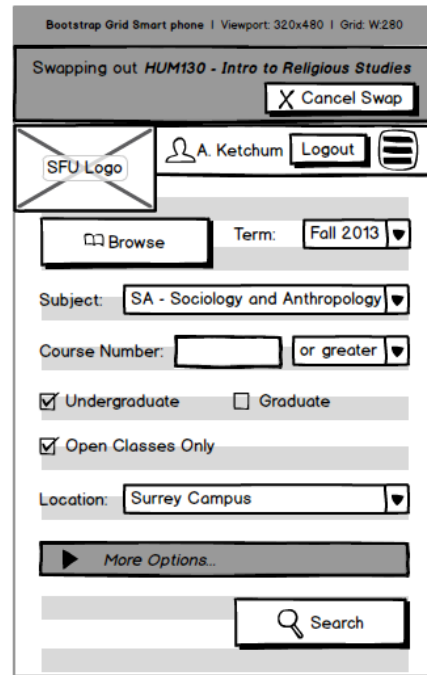 Bootstrap Grid Smart phone | Viewport: 320x480 | Grid: W:280
Swapping out HUM130 - Intro to Religious Studies
X Cancel Swap
SFU Logo
A. Ketchum Logout
Browse Term: Fall 2013
Subject: SA - Sociology and Anthropology
Course Number: or greater
Undergraduate Graduate
Open Classes Only
Location: Surrey Campus
More Options...
Search